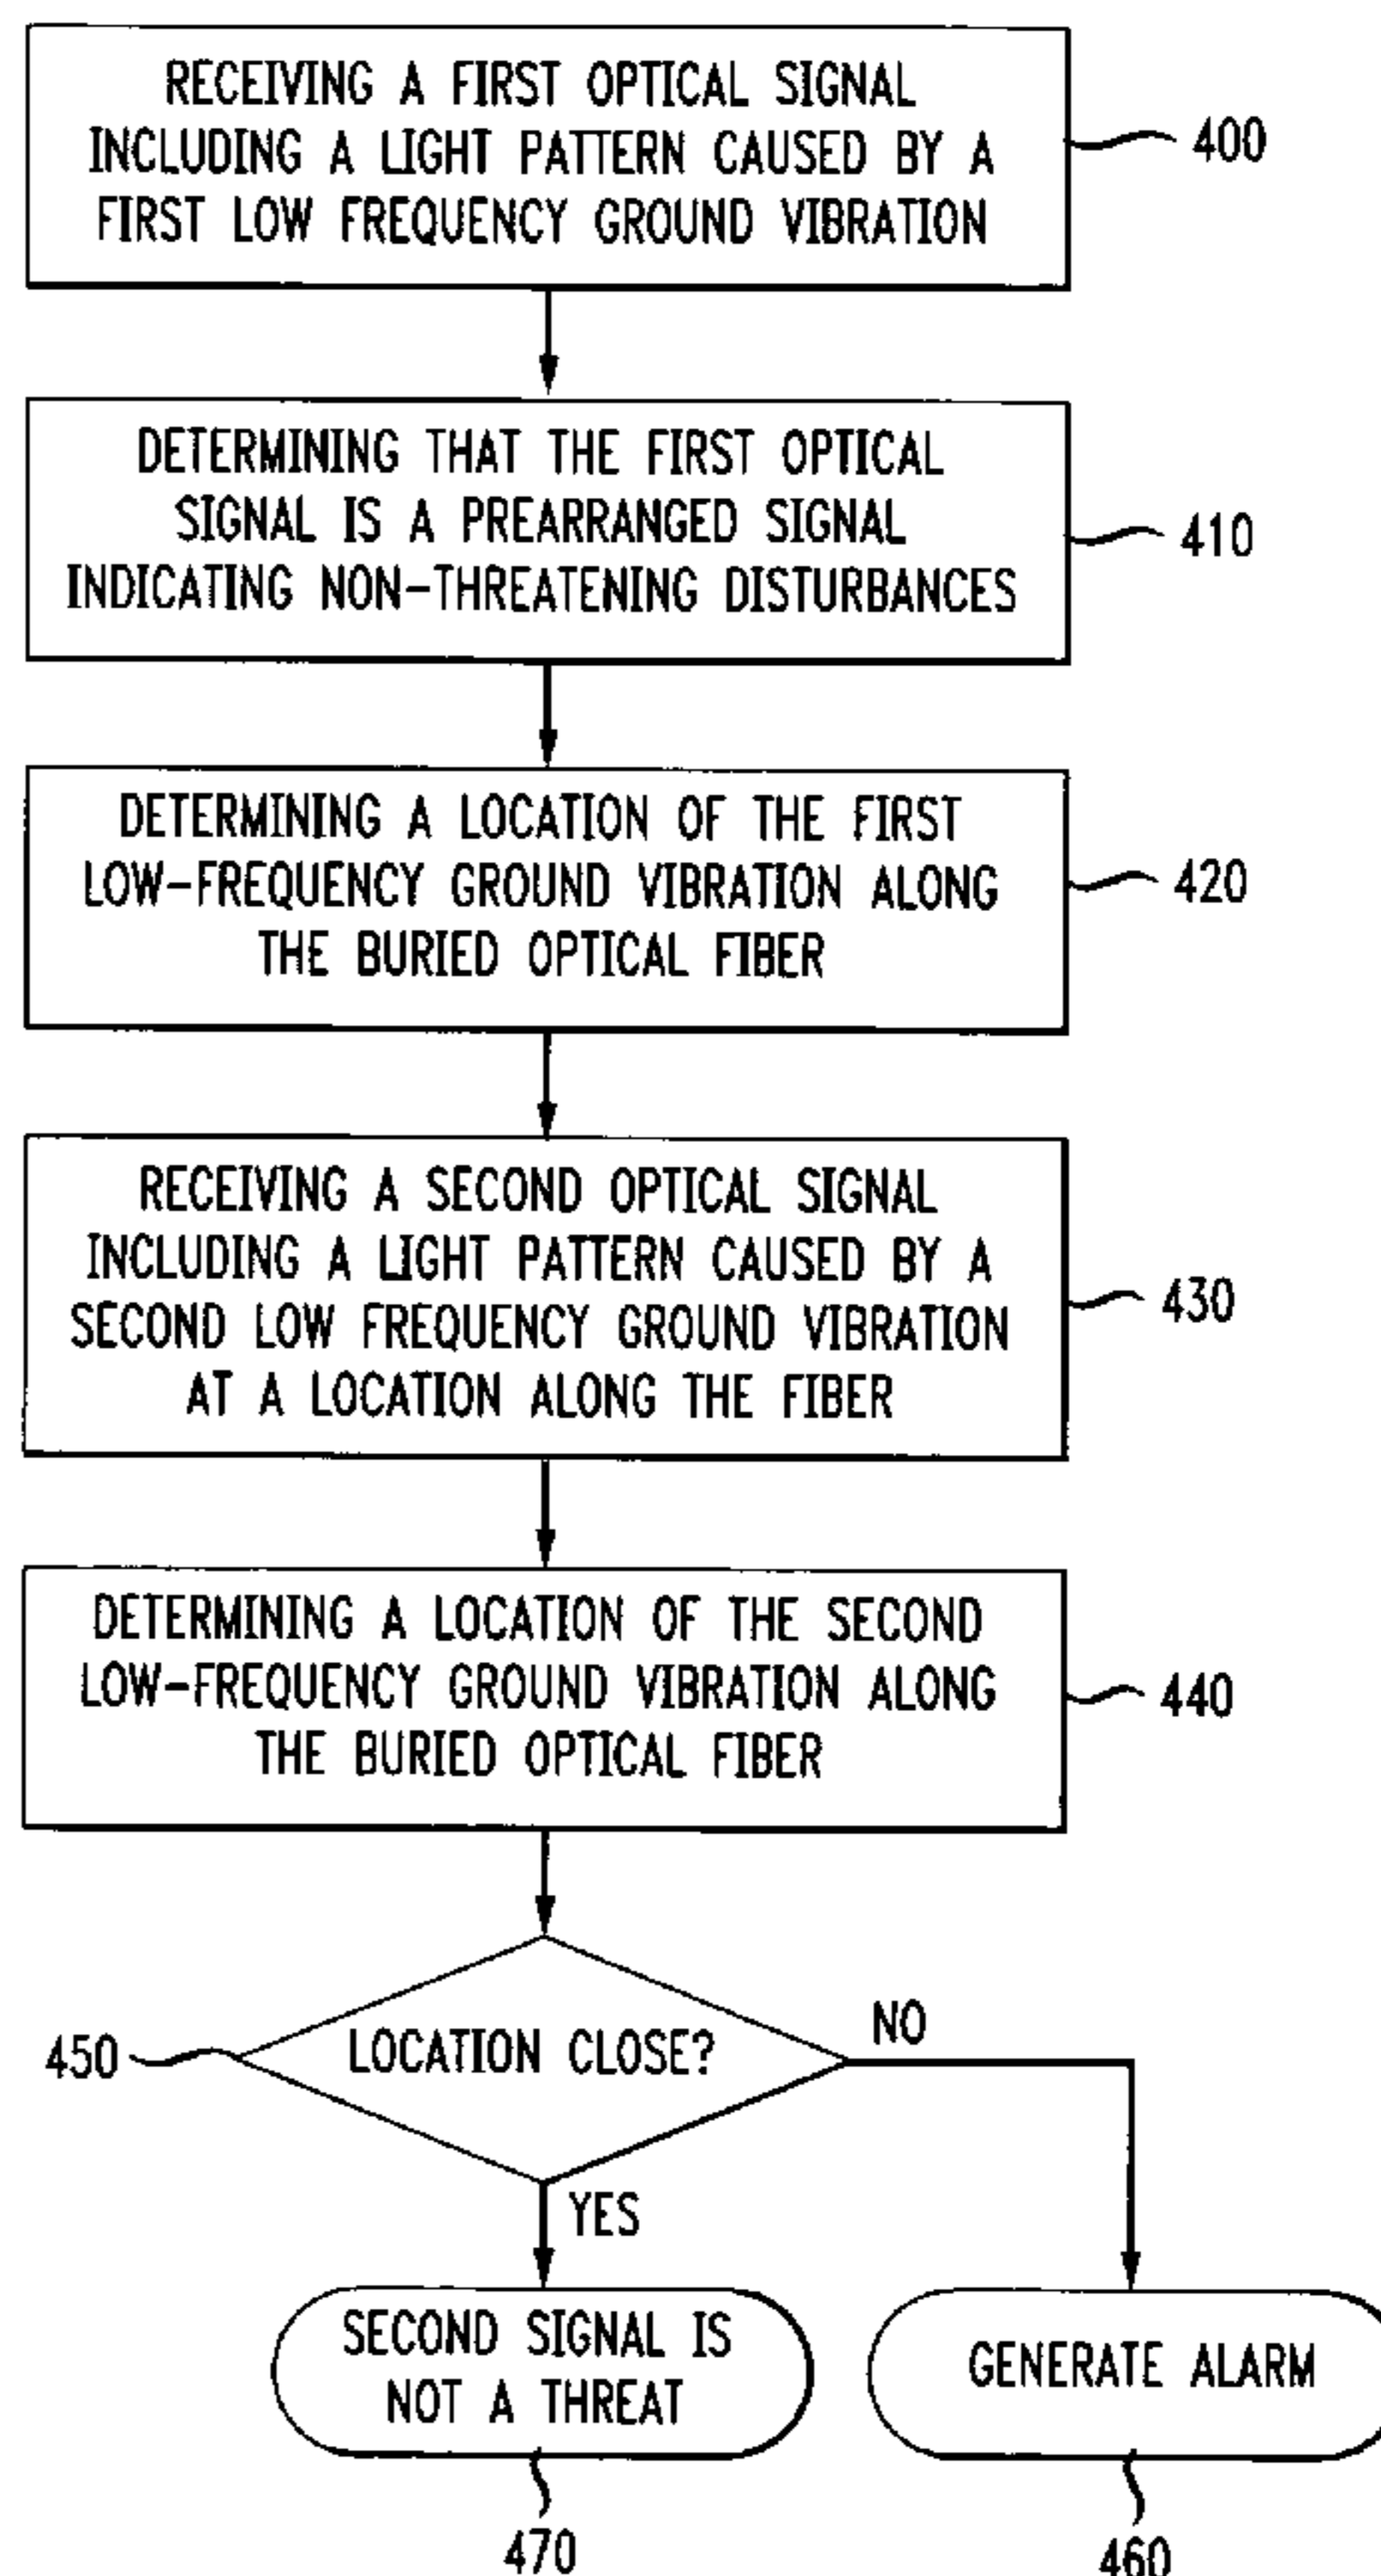 RECEIVING A FIRST OPTICAL SIGNAL
INCLUDING A LIGHT PATTERN CAUSED BY A
FIRST LOW FREQUENCY GROUND VIBRATION
400
DETERMINING THAT THE FIRST OPTICAL
SIGNAL IS A PREARRANGED SIGNAL
INDICATING NON-THREATENING DISTURBANCES
410
DETERMINING A LOCATION OF THE FIRST
LOW-FREQUENCY GROUND VIBRATION ALONG
THE BURIED OPTICAL FIBER
420
RECEIVING A SECOND OPTICAL SIGNAL
INCLUDING A LIGHT PATTERN CAUSED BY A
SECOND LOW FREQUENCY GROUND VIBRATION
AT A LOCATION ALONG THE FIBER
430
DETERMINING A LOCATION OF THE SECOND
LOW-FREQUENCY GROUND VIBRATION ALONG
THE BURIED OPTICAL FIBER
440
450
LOCATION CLOSE?
NO
YES
SECOND SIGNAL IS
NOT A THREAT
GENERATE ALARM
470
460